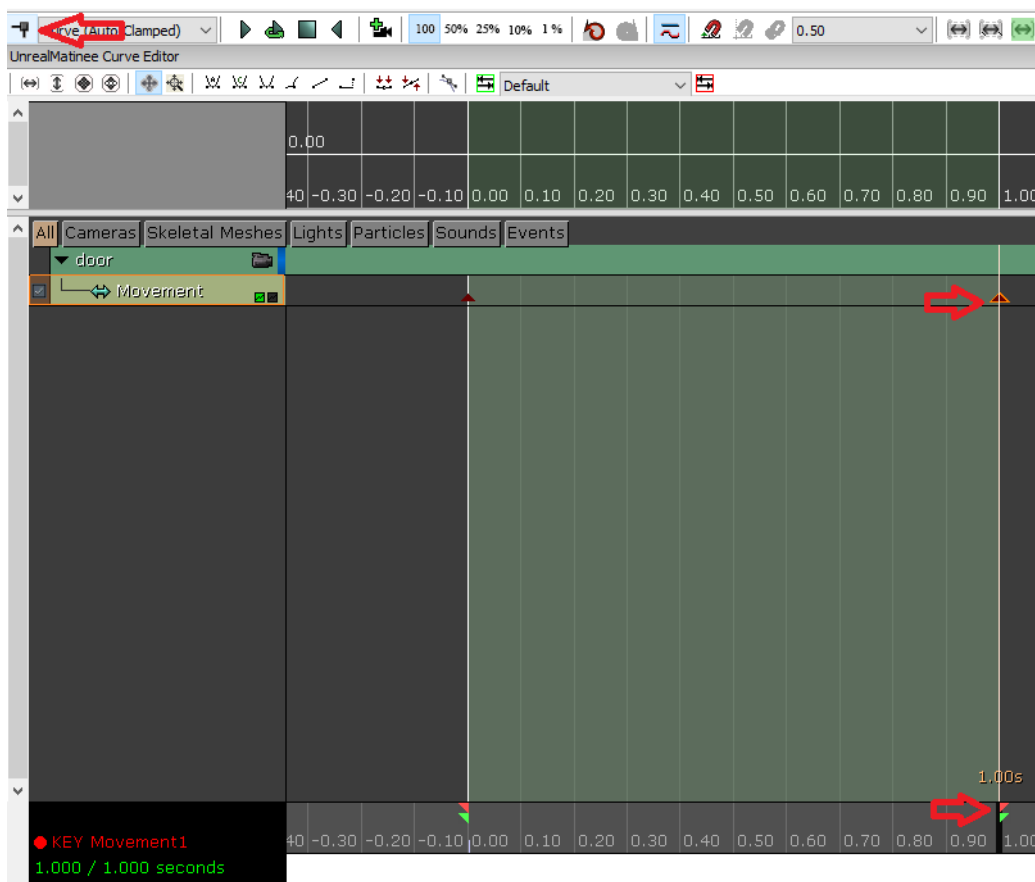 Curve (Auto Clamped) 100 50% 25% 10% 1% 0.50
UnrealMatinee Curve Editor
Default
0.00
40 -0.30 -0.20 -0.10 0.00 0.10 0.20 0.30 0.40 0.50 0.60 0.70 0.80 0.90 1.00
All Cameras Skeletal Meshes Lights Particles Sounds Events
door
Movement
1.00s
KEY Movement1
40 -0.30 -0.20 -0.10 0.00 0.10 0.20 0.30 0.40 0.50 0.60 0.70 0.80 0.90 1.00
1.000 / 1.000 seconds